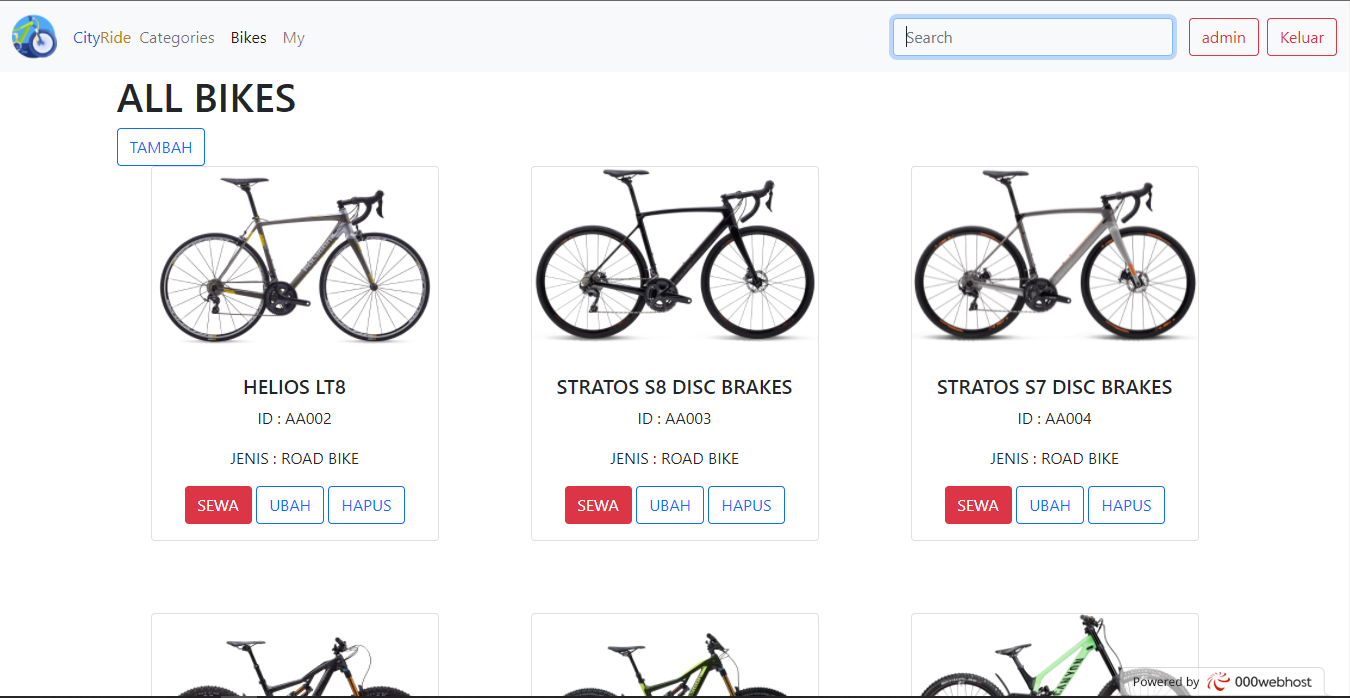 CityRide Categories Bikes My Search admin Keluar
ALL BIKES
TAMBAH
HELIOS LT8
ID : AA002
JENIS : ROAD BIKE
SEWA UBAH HAPUS
STRATOS S8 DISC BRAKES
ID : AA003
JENIS : ROAD BIKE
SEWA UBAH HAPUS
STRATOS S7 DISC BRAKES
ID : AA004
JENIS : ROAD BIKE
SEWA UBAH HAPUS
CANYON
Powered by 000webhost